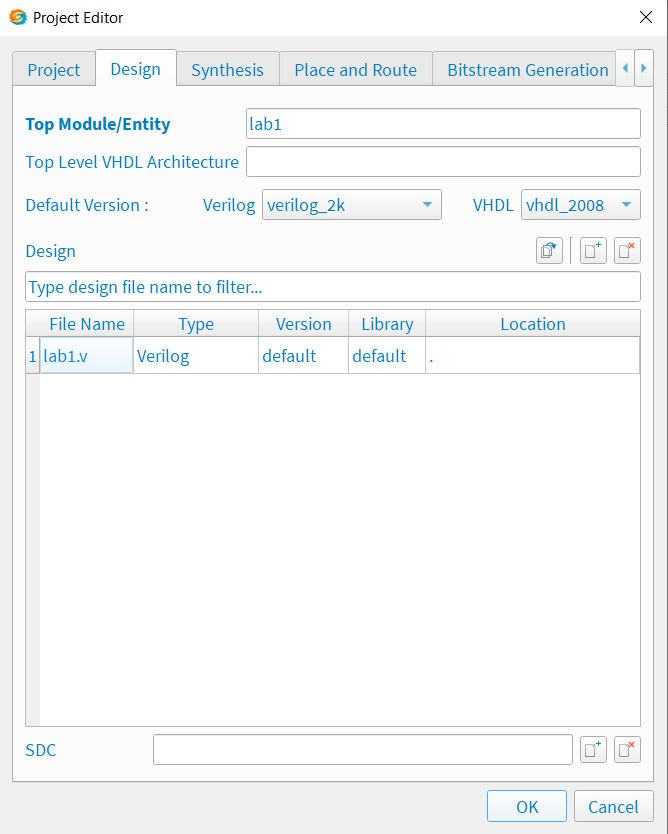 Project Editor
Project Design Synthesis Place and Route Bitstream Generation
Top Module/Entity lab1
Top Level VHDL Architecture
Default Version : Verilog verilog_2k VHDL vhdl_2008
Design
Type design file name to filter...
File Name Type Version Library Location
1 lab1.v Verilog default default .
SDC
OK Cancel